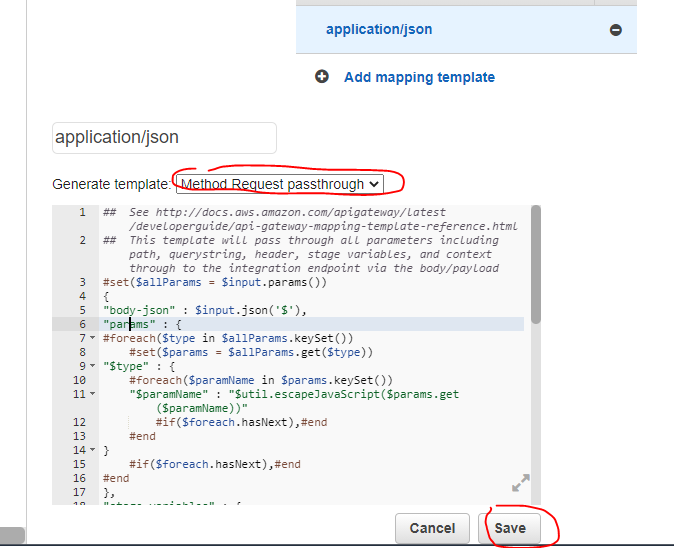 application/json
Add mapping template
application/json
Generate template: Method Request passthrough
1 ## See http://docs.aws.amazon.com/apigateway/latest
/developerguide/api-gateway-mapping-template-reference.html
2 ## This template will pass through all parameters including
path, querystring, header, stage variables, and context
through to the integration endpoint via the body/payload
3 #set($allParams = $input.params())
4 {
5 "body-json" : $input.json('$'),
6 "params" : {
7 #foreach($type in $allParams.keySet())
8 #set($params = $allParams.get($type))
9 "$type" : {
10 #foreach($paramName in $params.keySet())
11 "$paramName" : "$util.escapeJavaScript($params.get
($paramName))"
12 #if($foreach.hasNext),#end
13 #end
14 }
15 #if($foreach.hasNext),#end
16 #end
17 },
18 "stage-variables" : {
Cancel Save